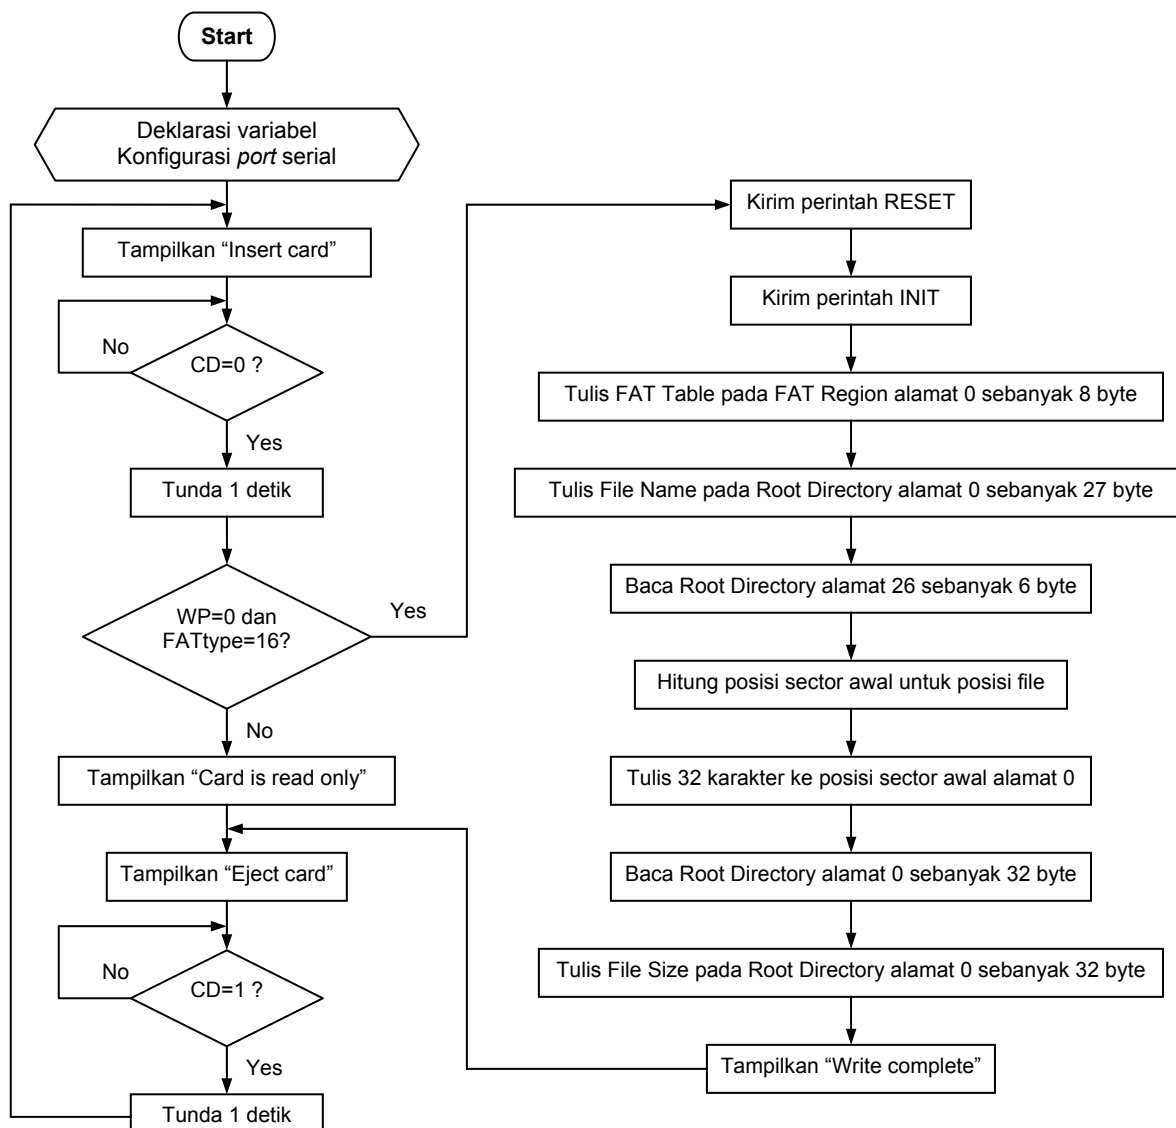 Start
Deklarasi variabel
Konfigurasi port serial
Tampilkan “Insert card”
No
CD=0 ?
Yes
Tunda 1 detik
WP=0 dan
FATtype=16?
Yes
No
Tampilkan “Card is read only”
Tampilkan “Eject card”
No
CD=1 ?
Yes
Tunda 1 detik
Kirim perintah RESET
Kirim perintah INIT
Tulis FAT Table pada FAT Region alamat 0 sebanyak 8 byte
Tulis File Name pada Root Directory alamat 0 sebanyak 27 byte
Baca Root Directory alamat 26 sebanyak 6 byte
Hitung posisi sector awal untuk posisi file
Tulis 32 karakter ke posisi sector awal alamat 0
Baca Root Directory alamat 0 sebanyak 32 byte
Tulis File Size pada Root Directory alamat 0 sebanyak 32 byte
Tampilkan “Write complete”